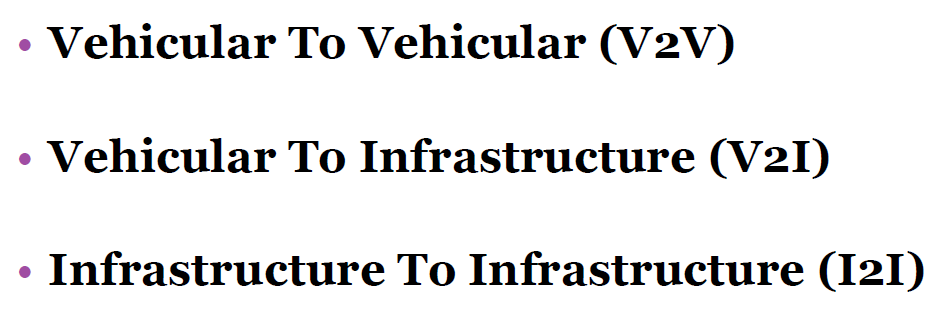 • Vehicular To Vehicular (V2V)
• Vehicular To Infrastructure (V2I)
• Infrastructure To Infrastructure (I2I)